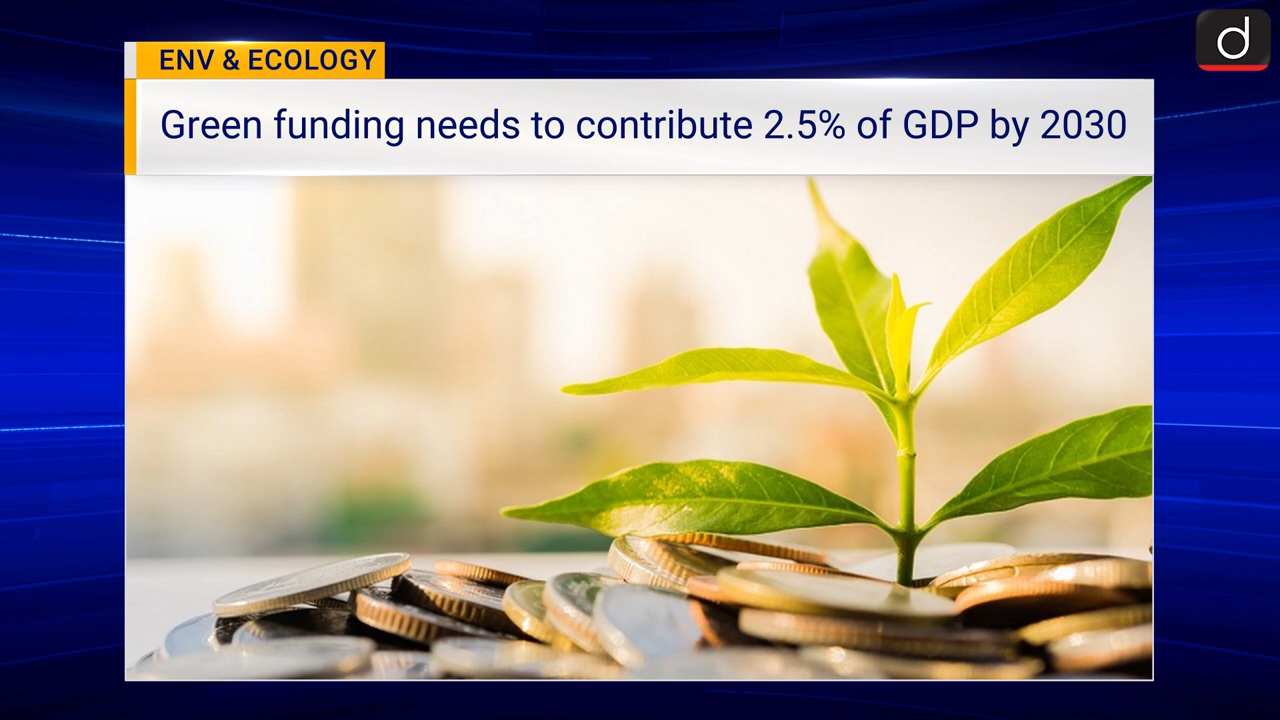 ENV & ECOLOGY
Green funding needs to contribute 2.5% of GDP by 2030
d